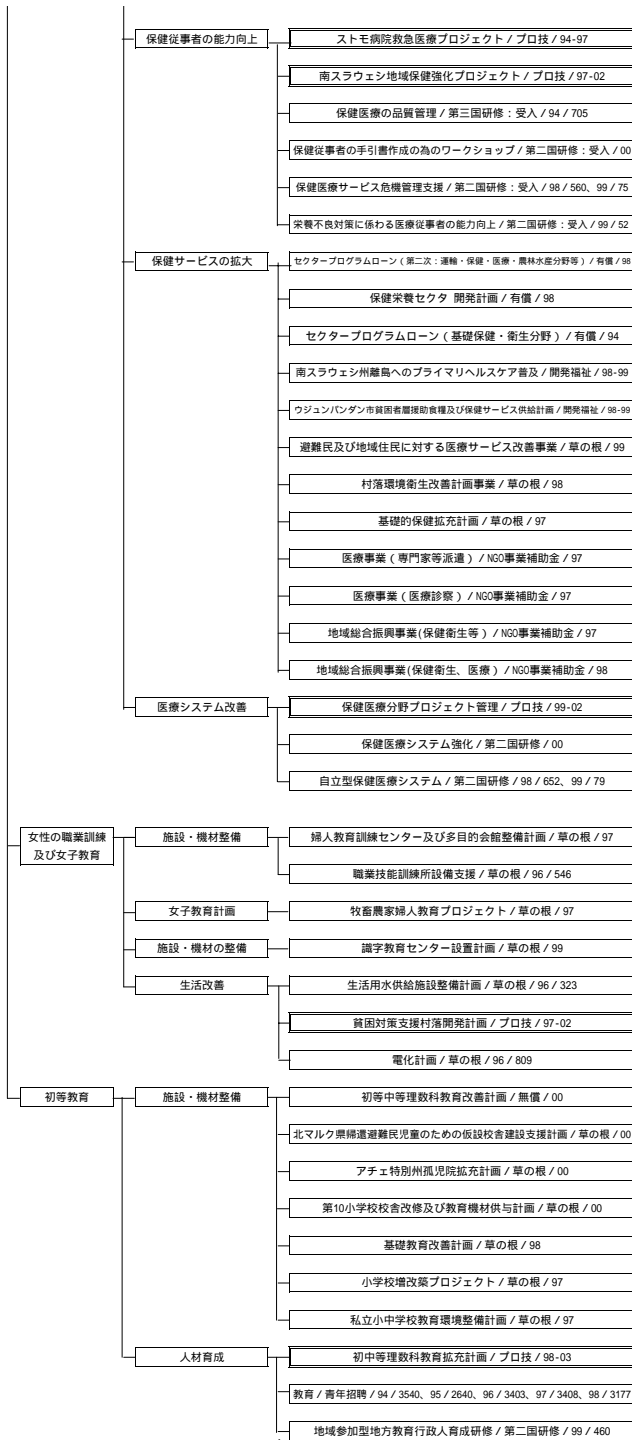 保健従事者の能力向上
ストモ病院救急医療プロジェクト / プロ技 / 94-97
南スラウェシ地域保健強化プロジェクト / プロ技 / 97-02
保健医療の品質管理 / 第三国研修：受入 / 94 / 705
保健従事者の手引書作成の為のワークショップ / 第二国研修：受入 / 00
保健医療サービス危機管理支援 / 第二国研修：受入 / 98 / 560、99 / 75
栄養不良対策に係わる医療従事者の能力向上 / 第二国研修：受入 / 99 / 52
保健サービスの拡大
セクタープログラムローン（第二次：運輸・保健・医療・農林水産分野等）/ 有償 / 98
保健栄養セクタ 開発計画 / 有償 / 98
セクタープログラムローン（基礎保健・衛生分野）/ 有償 / 94
南スラウェシ州離島へのプライマリヘルスケア普及 / 開発福祉 / 98-99
ウジュンパンダン市貧困者層援助食糧及び保健サービス供給計画 / 開発福祉 / 98-99
避難民及び地域住民に対する医療サービス改善事業 / 草の根 / 99
村落環境衛生改善計画事業 / 草の根 / 98
基礎的保健拡充計画 / 草の根 / 97
医療事業（専門家等派遣）/ NGO事業補助金 / 97
医療事業（医療診察）/ NGO事業補助金 / 97
地域総合振興事業(保健衛生等）/ NGO事業補助金 / 97
地域総合振興事業(保健衛生、医療）/ NGO事業補助金 / 98
医療システム改善
保健医療分野プロジェクト管理 / プロ技 / 99-02
保健医療システム強化 / 第二国研修 / 00
自立型保健医療システム / 第二国研修 / 98 / 652、99 / 79
女性の職業訓練
及び女子教育
施設・機材整備
婦人教育訓練センター及び多目的会館整備計画 / 草の根 / 97
職業技能訓練所設備支援 / 草の根 / 96 / 546
女子教育計画
牧畜農家婦人教育プロジェクト / 草の根 / 97
施設・機材の整備
識字教育センター設置計画 / 草の根 / 99
生活改善
生活用水供給施設整備計画 / 草の根 / 96 / 323
貧困対策支援村落開発計画 / プロ技 / 97-02
電化計画 / 草の根 / 96 / 809
初等教育
施設・機材整備
初等中等理数科教育改善計画 / 無償 / 00
北マルク県帰還避難民児童のための仮設校舎建設支援計画 / 草の根 / 00
アチェ特別州孤児院拡充計画 / 草の根 / 00
第10小学校校舎改修及び教育機材供与計画 / 草の根 / 00
基礎教育改善計画 / 草の根 / 98
小学校増改築プロジェクト / 草の根 / 97
私立小中学校教育環境整備計画 / 草の根 / 97
人材育成
初中等理数科教育拡充計画 / プロ技 / 98-03
教育 / 青年招聘 / 94 / 3540、95 / 2640、96 / 3403、97 / 3408、98 / 3177
地域参加型地方教育行政人育成研修 / 第二国研修 / 99 / 460